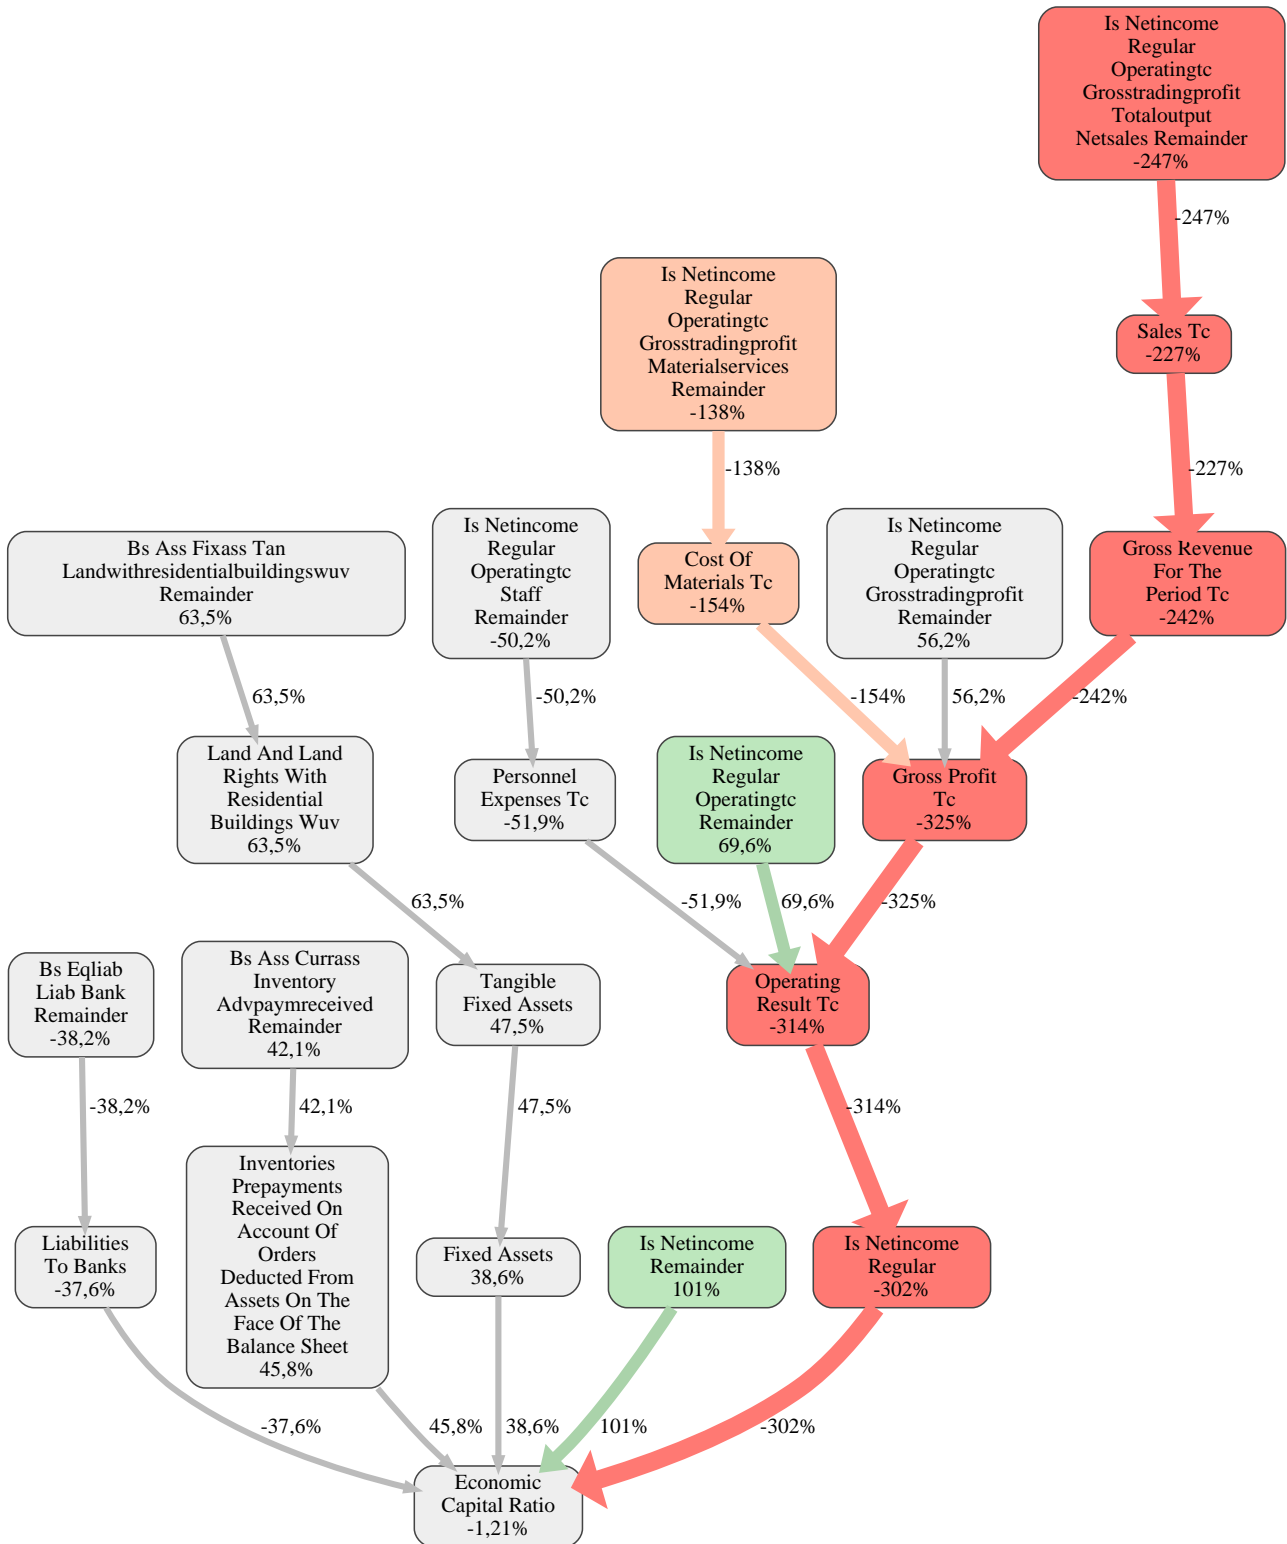 Is Netincome
Regular
Operatingtc
Grosstradingprofit
Totaloutput
Netsales Remainder
-247%
-247%
Is Netincome
Regular
Operatingtc
Grosstradingprofit
Materialservices
Remainder
-138%
Sales Tc
-227%
-138%
-227%
Bs Ass Fixass Tan
Landwithresidentialbuildingswuv
Remainder
63,5%
Is Netincome
Regular
Operatingtc
Staff
Remainder
-50,2%
Cost Of
Materials Tc
-154%
Is Netincome
Regular
Operatingtc
Grosstradingprofit
Remainder
56,2%
Gross Revenue
For The
Period Tc
-242%
63,5%
-50,2%
-154%
56,2%
-242%
Land And Land
Rights With
Residential
Buildings Wuv
63,5%
Personnel
Expenses Tc
-51,9%
Is Netincome
Regular
Operatingtc
Remainder
69,6%
Gross Profit
Tc
-325%
63,5%
-51,9%
69,6%
-325%
Bs Eqliab
Liab Bank
Remainder
-38,2%
Bs Ass Currass
Inventory
Advpaymreceived
Remainder
42,1%
Tangible
Fixed Assets
47,5%
Operating
Result Tc
-314%
-38,2%
42,1%
47,5%
-314%
Liabilities
To Banks
-37,6%
Inventories
Prepayments
Received On
Account Of
Orders
Deducted From
Assets On The
Face Of The
Balance Sheet
45,8%
Fixed Assets
38,6%
Is Netincome
Remainder
101%
Is Netincome
Regular
-302%
-37,6%
45,8%
38,6%
101%
-302%
Economic
Capital Ratio
-1,21%